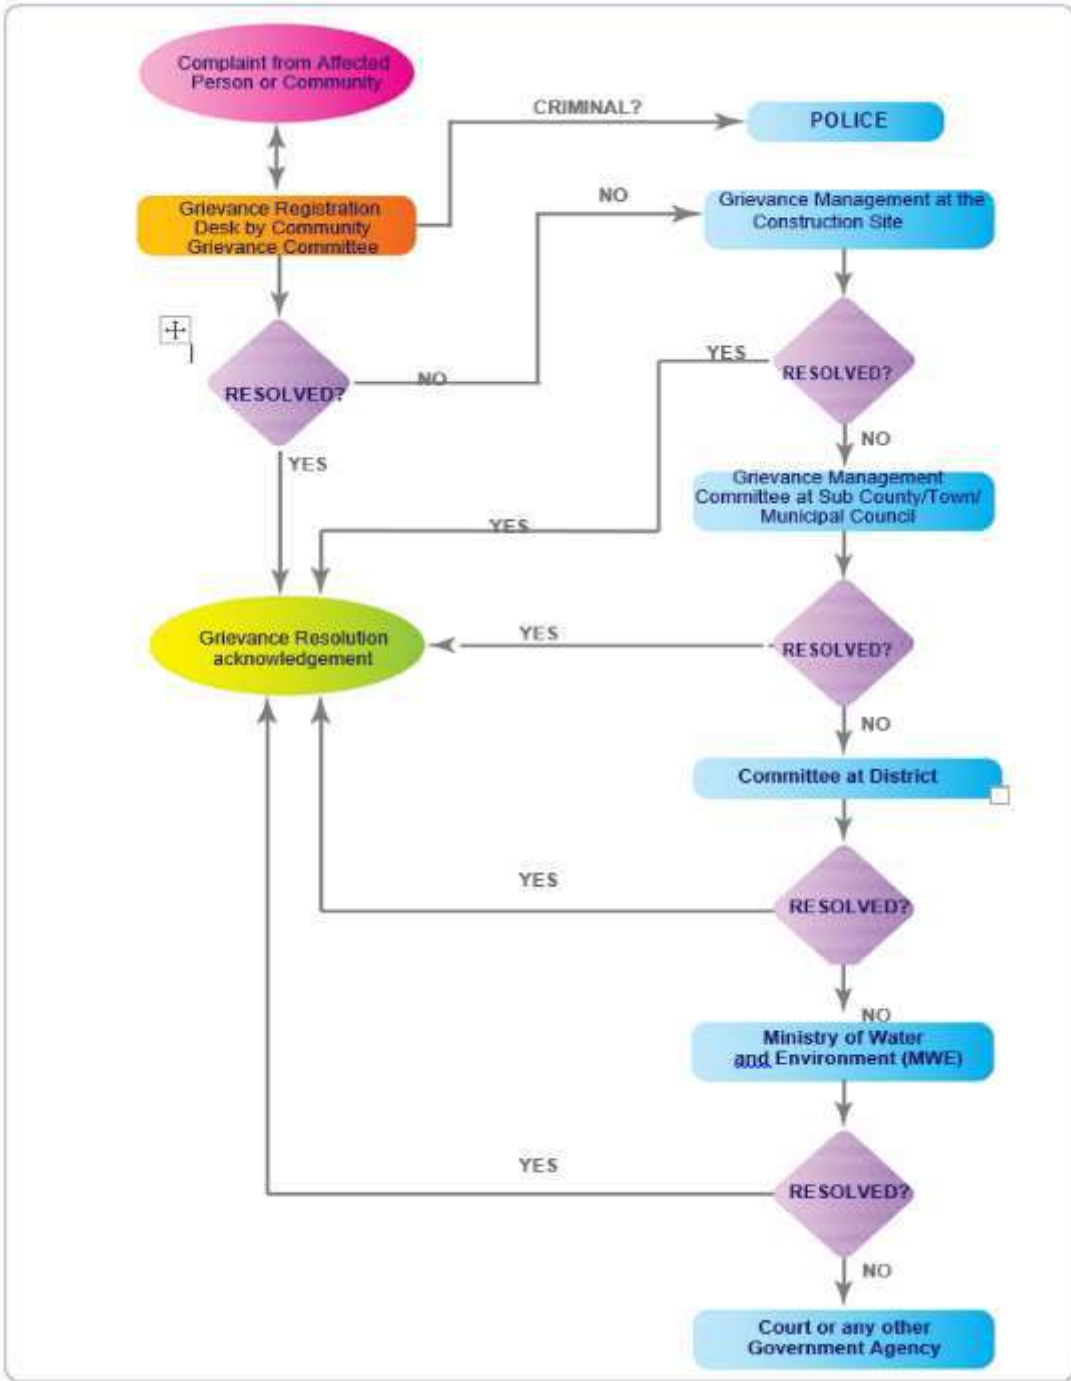 Complaint from Affected
Person or Community
CRIMINAL?
POLICE
Grievance Registration
Desk by Community
Grievance Committee
NO
Grievance Management at the
Construction Site
RESOLVED?
NO
YES
RESOLVED?
YES
NO
Grievance Management
Committee at Sub County/Town/
Municipal Council
YES
Grievance Resolution
acknowledgement
YES
RESOLVED?
NO
Committee at District
YES
RESOLVED?
NO
Ministry of Water
and Environment (MWE)
YES
RESOLVED?
NO
Court or any other
Government Agency